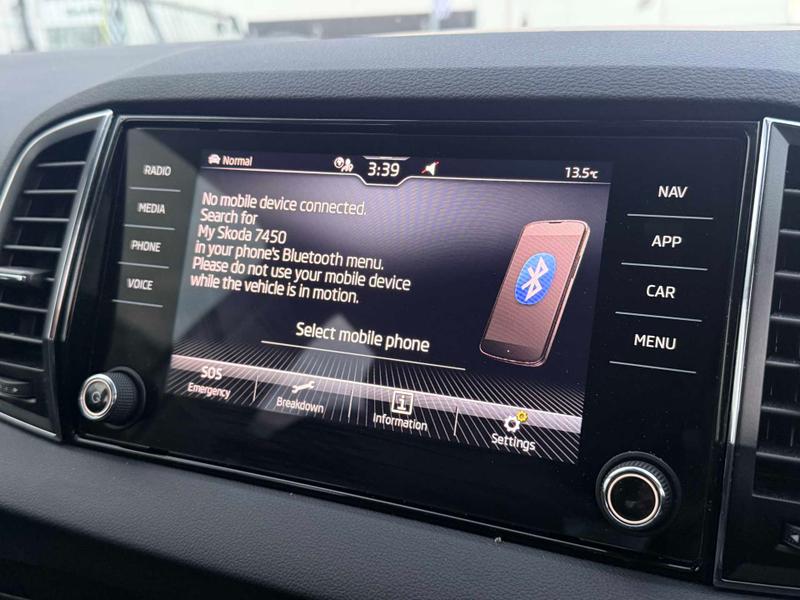 RADIO
MEDIA
PHONE
VOICE
Normal
3:39
13.5°C
No mobile device connected.
Search for
My Skoda 7450
in your phone's Bluetooth menu.
Please do not use your mobile device
while the vehicle is in motion.
Select mobile phone
SOS
Emergency
Breakdown
i
Information
Settings
NAV
APP
CAR
MENU